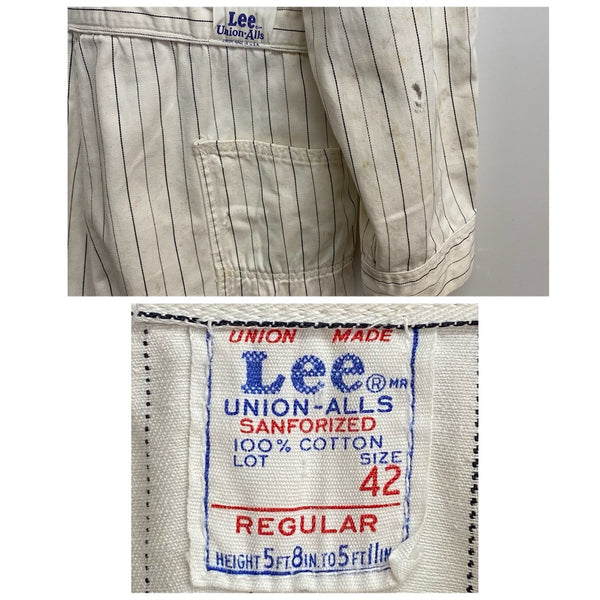 Lee
Union-Alls
UNION MADE
Lee ® MR
UNION-ALLS
SANFORIZED
100% COTTON
LOT SIZE
42
REGULAR
HEIGHT 5 FT. 8 IN. TO 5 FT 11 IN